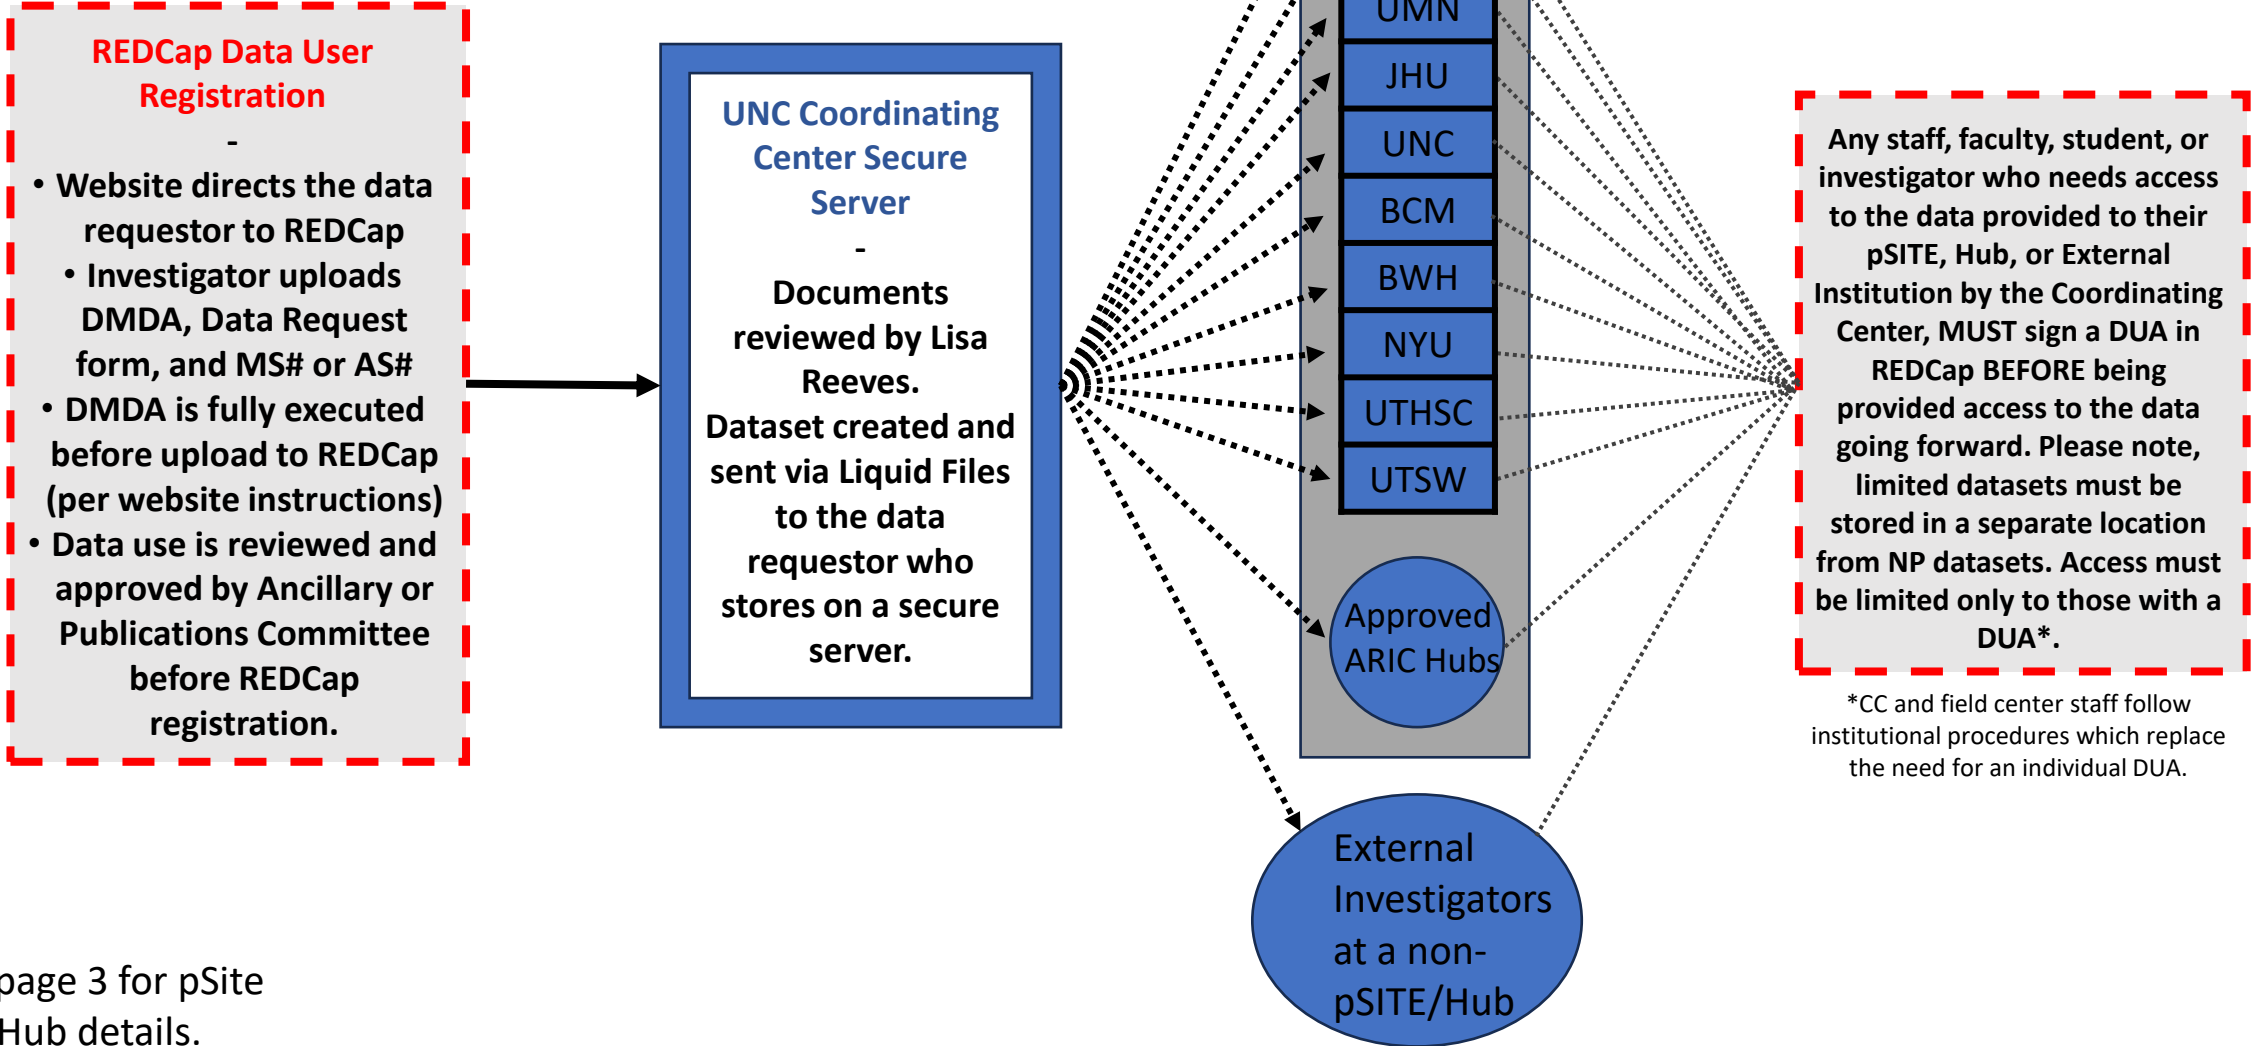 REDCap Data User
Registration
-
• Website directs the data
requestor to REDCap
• Investigator uploads
DMDA, Data Request
form, and MS# or AS#
• DMDA is fully executed
before upload to REDCap
(per website instructions)
• Data use is reviewed and
approved by Ancillary or
Publications Committee
before REDCap
registration.
UNC Coordinating
Center Secure
Server
-
Documents
reviewed by Lisa
Reeves.
Dataset created and
sent via Liquid Files
to the data
requestor who
stores on a secure
server.
UMN
JHU
UNC
BCM
BWH
NYU
UTHSC
UTSW
Approved
ARIC Hubs
External
Investigators
at a non-
pSITE/Hub
Any staff, faculty, student, or
investigator who needs access
to the data provided to their
pSITE, Hub, or External
Institution by the Coordinating
Center, MUST sign a DUA in
REDCap BEFORE being
provided access to the data
going forward. Please note,
limited datasets must be
stored in a separate location
from NP datasets. Access must
be limited only to those with a
DUA*.
*CC and field center staff follow
institutional procedures which replace
the need for an individual DUA.
page 3 for pSite
Hub details.